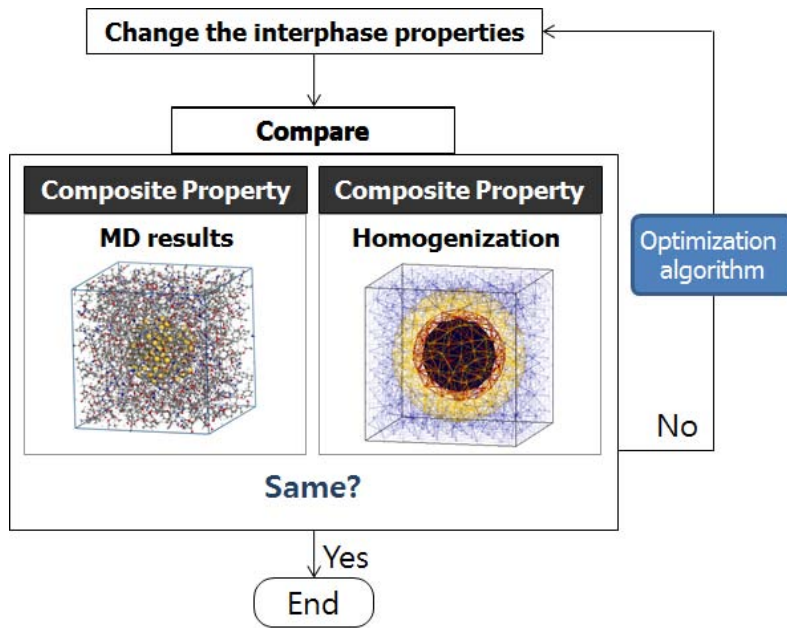 Change the interphase properties
Compare
Composite Property
Composite Property
MD results
Homogenization
Optimization
algorithm
No
Same?
Yes
End